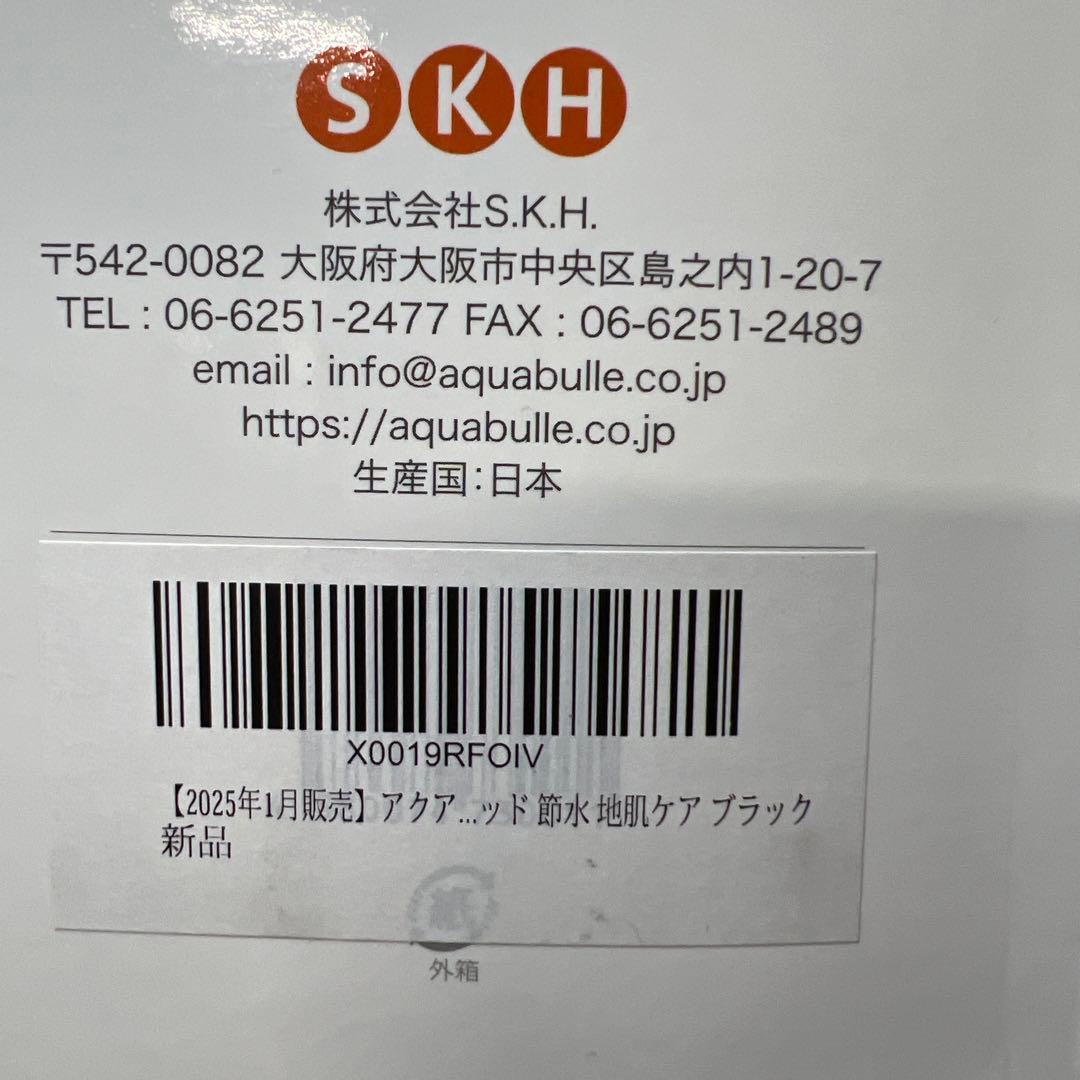 SKH
株式会社S.K.H.
〒542-0082 大阪府大阪市中央区島之内1-20-7
TEL : 06-6251-2477 FAX : 06-6251-2489
email : info@aquabulle.co.jp
https://aquabulle.co.jp
生産国:日本
X0019RFOIV
【2025年1月販売】アクア...ッド 節水 地肌ケア ブラック
新品
紙
外箱